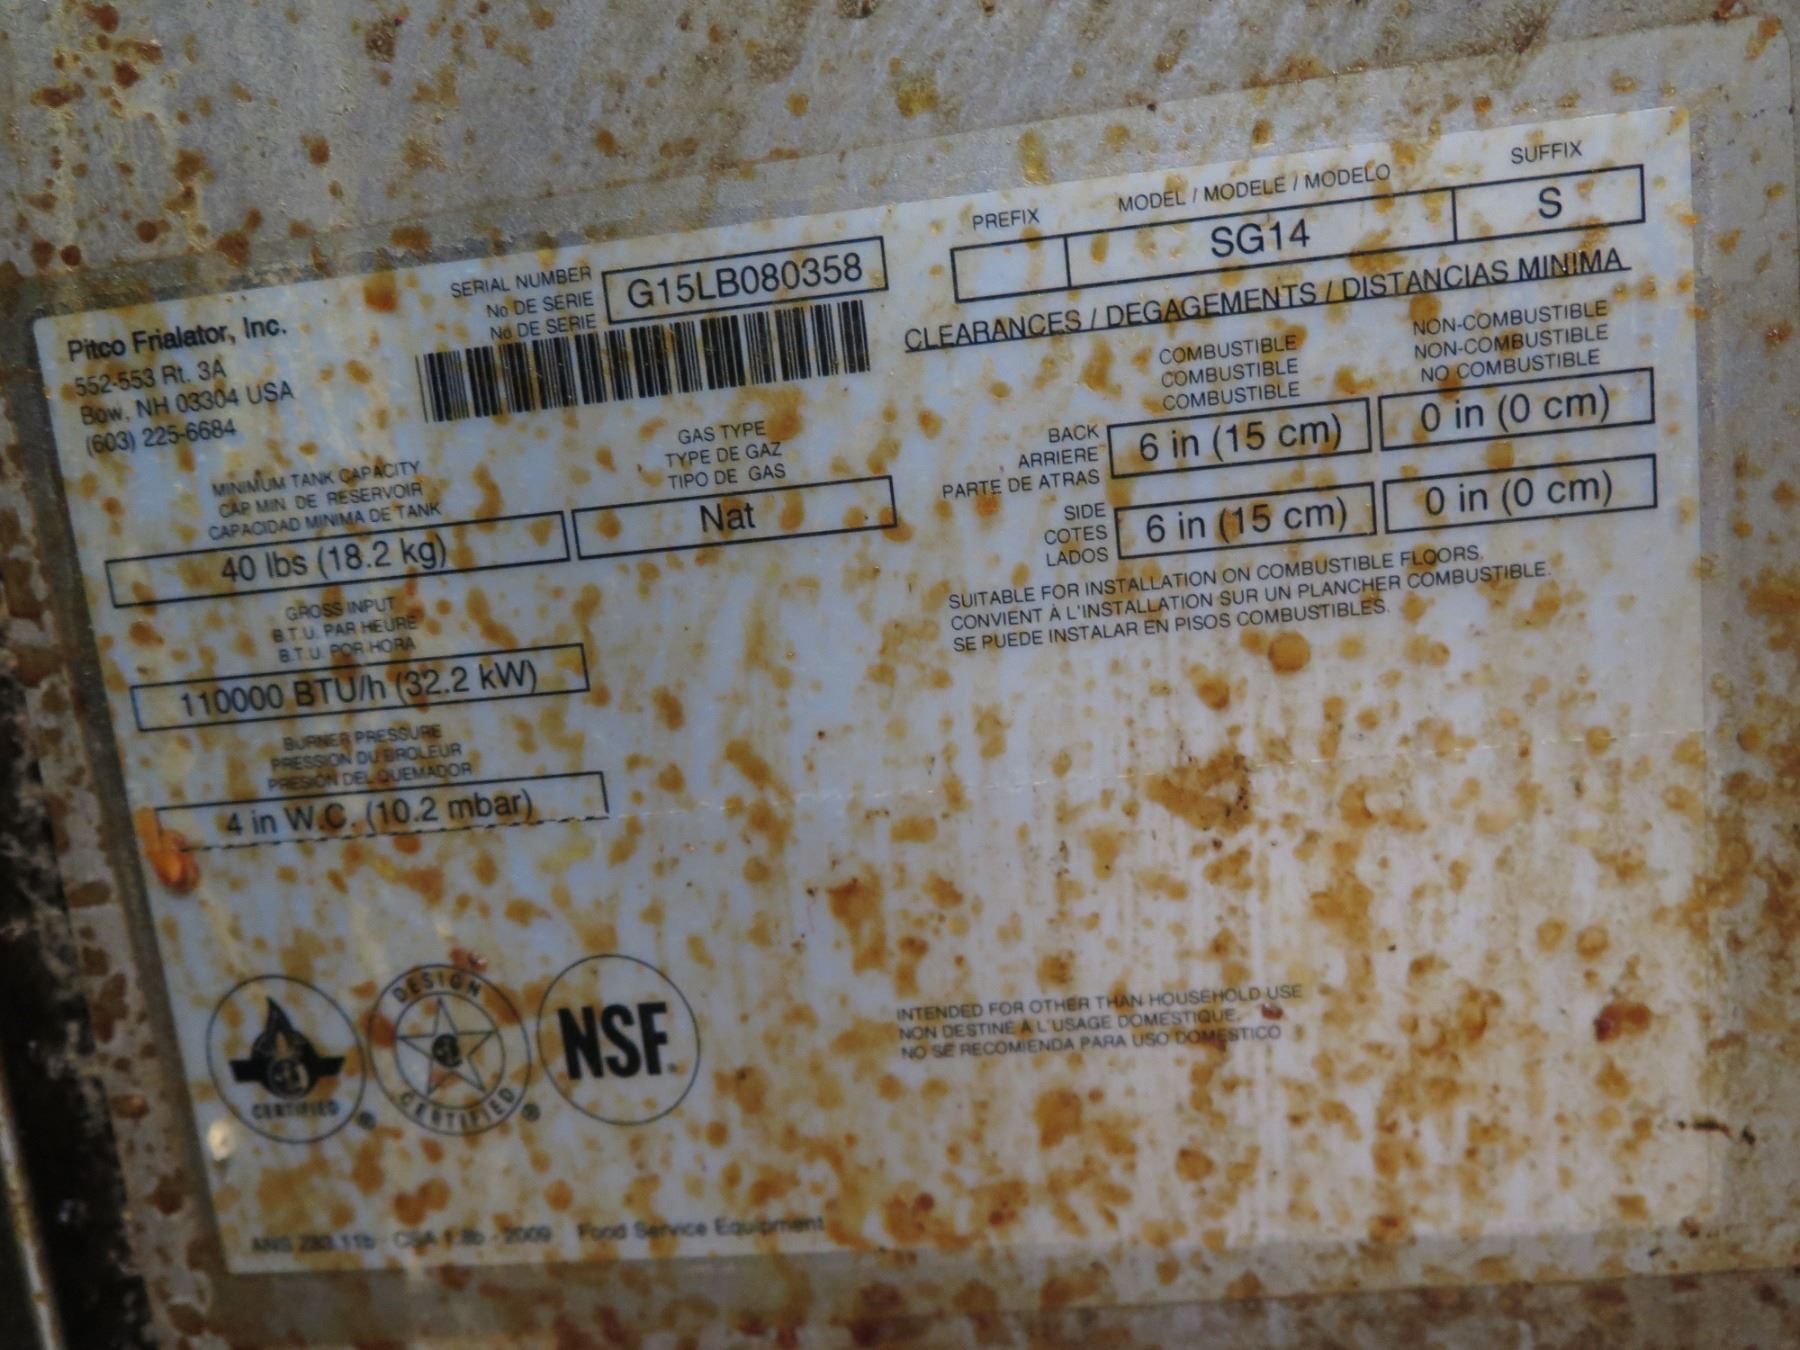 Pitco Frialator, Inc.
552-553 Rt. 3A
Bow, NH 03304 USA
(603) 225-6684
SERIAL NUMBER
No DE SERIE
No DE SERIE
G15LB080358
MINIMUM TANK CAPACITY
CAP MIN DE RESERVOIR
CAPACIDAD MINIMA DE TANK
40 lbs (18.2 kg)
GAS TYPE
TYPE DE GAZ
TIPO DE GAS
Nat
GROSS INPUT
B.T.U. PAR HEURE
B.T.U. POR HORA
110000 BTU/h (32.2 kW)
BURNER PRESSURE
PRESSION DU BROLEUR
PRESION DEL QUEMADOR
4 in W.C. (10.2 mbar)
PREFIX
MODEL / MODELE / MODELO
SUFFIX
SG14
S
CLEARANCES / DEGAGEMENTS / DISTANCIAS MINIMA
COMBUSTIBLE
COMBUSTIBLE
COMBUSTIBLE
NON-COMBUSTIBLE
NON-COMBUSTIBLE
NO COMBUSTIBLE
BACK
ARRIERE
PARTE DE ATRAS
6 in (15 cm)
0 in (0 cm)
SIDE
COTES
LADOS
6 in (15 cm)
0 in (0 cm)
SUITABLE FOR INSTALLATION ON COMBUSTIBLE FLOORS.
CONVIENT À L'INSTALLATION SUR UN PLANCHER COMBUSTIBLE.
SE PUEDE INSTALAR EN PISOS COMBUSTIBLES.
CERTIFIED ®
DESIGN
CERTIFIED ®
NSF.
INTENDED FOR OTHER THAN HOUSEHOLD USE
NON DESTINE A L'USAGE DOMESTIQUE.
NO SE RECOMIENDA PARA USO DOMESTICO
ANS Z83.11b CSA 1.8b - 2009 Food Service Equipment